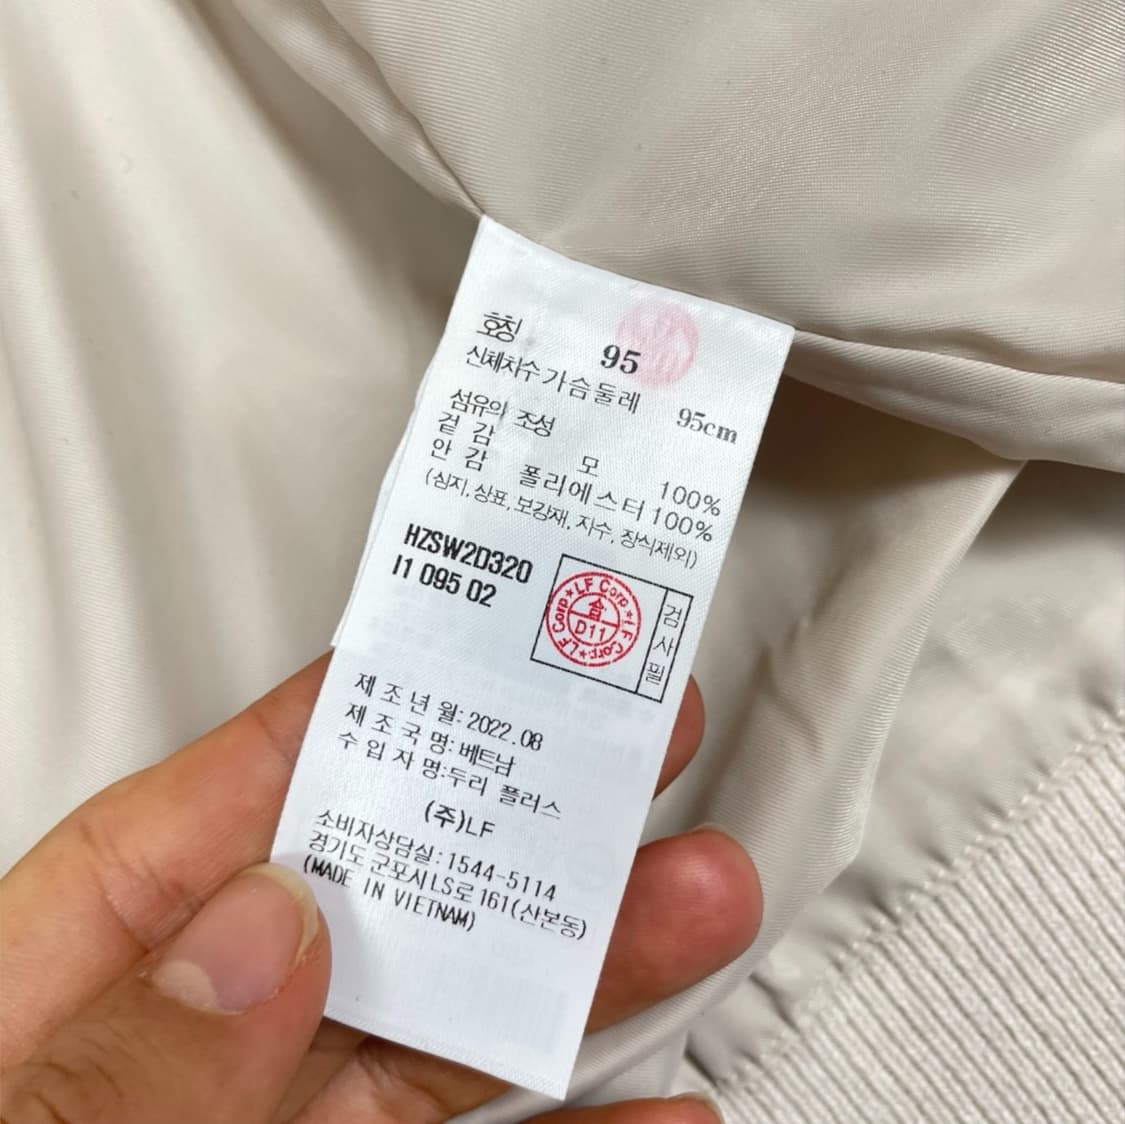 호칭 95
신체치수 가슴둘레 95cm
섬유의 조성
겉 감 모 100%
안 감 폴리에스터 100%
(심지, 상표, 보강재, 자수, 장식제외)
HZSW2D320
I1 095 02
LF Corp★LF Corp★LF Corp★
合
D11
검사필
제 조 년 월: 2022.08
제 조 국 명: 베트남
수 입 자 명:두리 플러스
(주)LF
소비자상담실:1544-5114
경기도 군포시LS로 161(산본동)
(MADE IN VIETNAM)